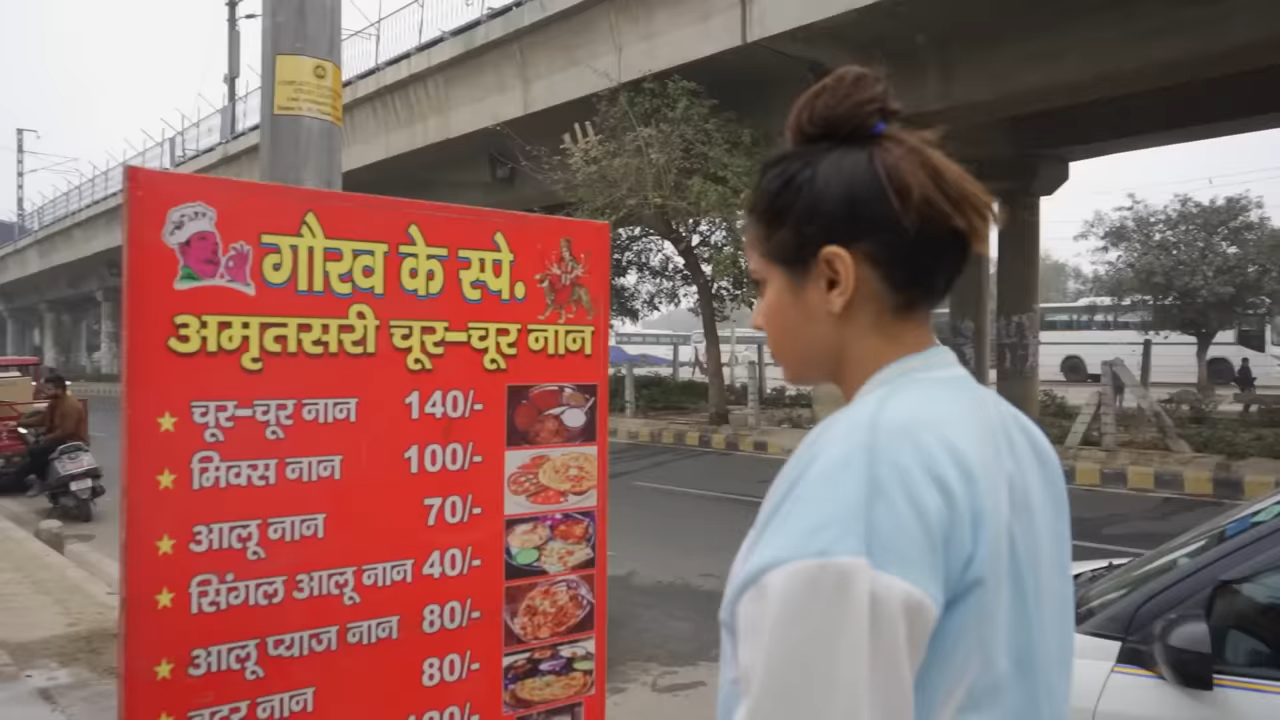 गौरव के स्पे.
अमृतसरी चूर-चूर नान
चूर-चूर नान 140/-
मिक्स नान 100/-
आलू नान 70/-
सिंगल आलू नान 40/-
आलू प्याज नान 80/-
नान 80/-